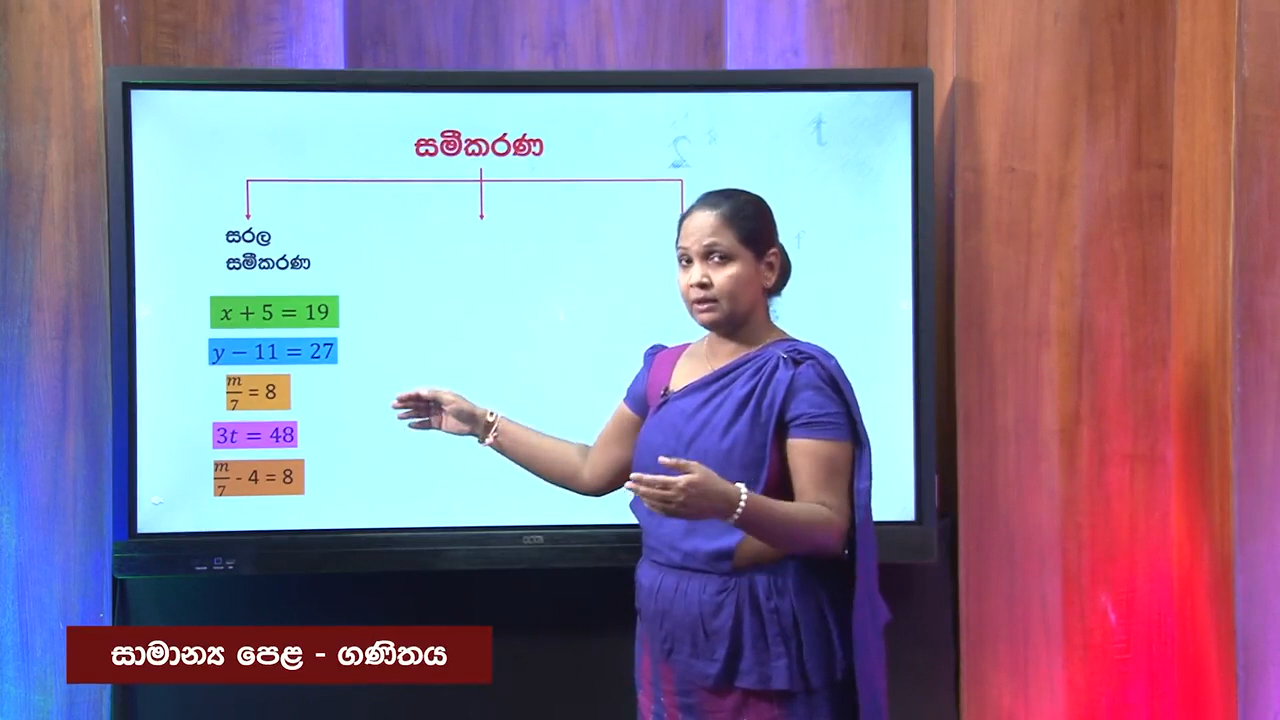 සමීකරණ
සරල
සමීකරණ
x + 5 = 19
y − 11 = 27
m/7 = 8
3t = 48
m/7 - 4 = 8
සාමාන්‍ය පෙළ - ගණිතය